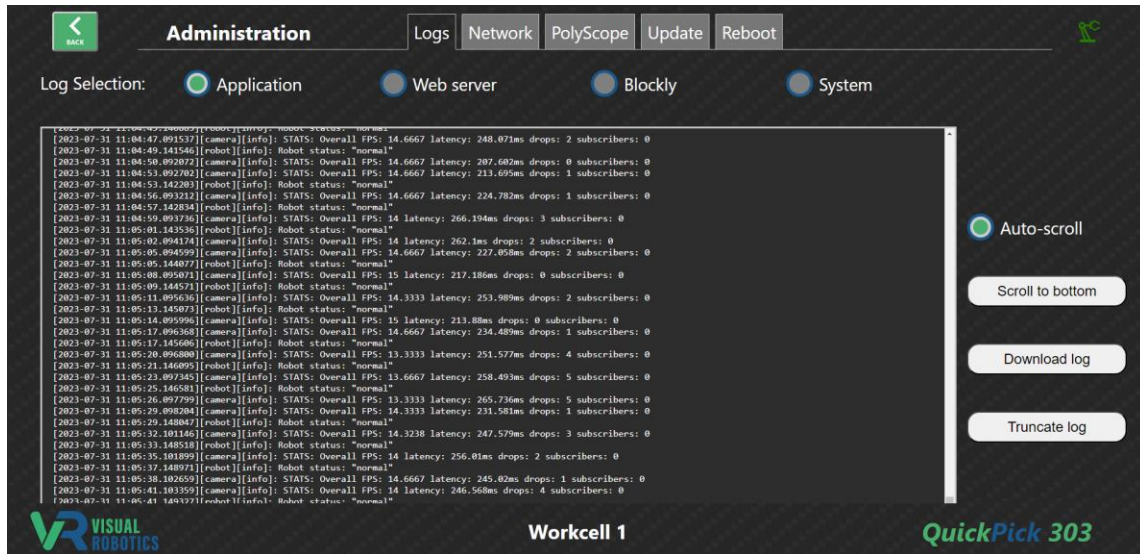 BACK
Administration
Logs Network PolyScope Update Reboot
Log Selection: Application Web server Blockly System
[2023-07-31 11:04:47.091537][camera][info]: STATS: Overall FPS: 14.6667 latency: 248.071ms drops: 2 subscribers: 0
[2023-07-31 11:04:49.141546][robot][info]: Robot status: "normal"
[2023-07-31 11:04:50.092072][camera][info]: STATS: Overall FPS: 14.6667 latency: 207.602ms drops: 0 subscribers: 0
[2023-07-31 11:04:53.092702][camera][info]: STATS: Overall FPS: 14.6667 latency: 213.695ms drops: 1 subscribers: 0
[2023-07-31 11:04:53.142203][robot][info]: Robot status: "normal"
[2023-07-31 11:04:56.093212][camera][info]: STATS: Overall FPS: 14.6667 latency: 224.782ms drops: 1 subscribers: 0
[2023-07-31 11:04:57.142834][robot][info]: Robot status: "normal"
[2023-07-31 11:04:59.093736][camera][info]: STATS: Overall FPS: 14 latency: 266.194ms drops: 3 subscribers: 0
[2023-07-31 11:05:01.143536][robot][info]: Robot status: "normal"
[2023-07-31 11:05:02.094174][camera][info]: STATS: Overall FPS: 14 latency: 262.1ms drops: 2 subscribers: 0
[2023-07-31 11:05:05.094599][camera][info]: STATS: Overall FPS: 14.6667 latency: 227.058ms drops: 2 subscribers: 0
[2023-07-31 11:05:05.144077][robot][info]: Robot status: "normal"
[2023-07-31 11:05:08.095071][camera][info]: STATS: Overall FPS: 15 latency: 217.186ms drops: 0 subscribers: 0
[2023-07-31 11:05:09.144571][robot][info]: Robot status: "normal"
[2023-07-31 11:05:11.095636][camera][info]: STATS: Overall FPS: 14.3333 latency: 253.989ms drops: 2 subscribers: 0
[2023-07-31 11:05:13.145073][robot][info]: Robot status: "normal"
[2023-07-31 11:05:14.095996][camera][info]: STATS: Overall FPS: 15 latency: 213.88ms drops: 0 subscribers: 0
[2023-07-31 11:05:17.096368][camera][info]: STATS: Overall FPS: 14.6667 latency: 234.489ms drops: 1 subscribers: 0
[2023-07-31 11:05:17.145606][robot][info]: Robot status: "normal"
[2023-07-31 11:05:20.096800][camera][info]: STATS: Overall FPS: 13.3333 latency: 251.577ms drops: 4 subscribers: 0
[2023-07-31 11:05:21.146095][robot][info]: Robot status: "normal"
[2023-07-31 11:05:23.097345][camera][info]: STATS: Overall FPS: 13.6667 latency: 258.493ms drops: 5 subscribers: 0
[2023-07-31 11:05:25.146581][robot][info]: Robot status: "normal"
[2023-07-31 11:05:26.097799][camera][info]: STATS: Overall FPS: 13.3333 latency: 265.736ms drops: 5 subscribers: 0
[2023-07-31 11:05:29.098204][camera][info]: STATS: Overall FPS: 14.3333 latency: 231.581ms drops: 1 subscribers: 0
[2023-07-31 11:05:29.148047][robot][info]: Robot status: "normal"
[2023-07-31 11:05:32.101146][camera][info]: STATS: Overall FPS: 14.3238 latency: 247.579ms drops: 3 subscribers: 0
[2023-07-31 11:05:33.148518][robot][info]: Robot status: "normal"
[2023-07-31 11:05:35.101899][camera][info]: STATS: Overall FPS: 14 latency: 256.01ms drops: 2 subscribers: 0
[2023-07-31 11:05:37.148971][robot][info]: Robot status: "normal"
[2023-07-31 11:05:38.102659][camera][info]: STATS: Overall FPS: 14.6667 latency: 245.02ms drops: 1 subscribers: 0
[2023-07-31 11:05:41.103359][camera][info]: STATS: Overall FPS: 14 latency: 246.568ms drops: 4 subscribers: 0
[2023-07-31 11:05:41.149327][robot][info]: Robot status: "normal"
Auto-scroll
Scroll to bottom
Download log
Truncate log
VR VISUAL
ROBOTICS
Workcell 1
QuickPick 303